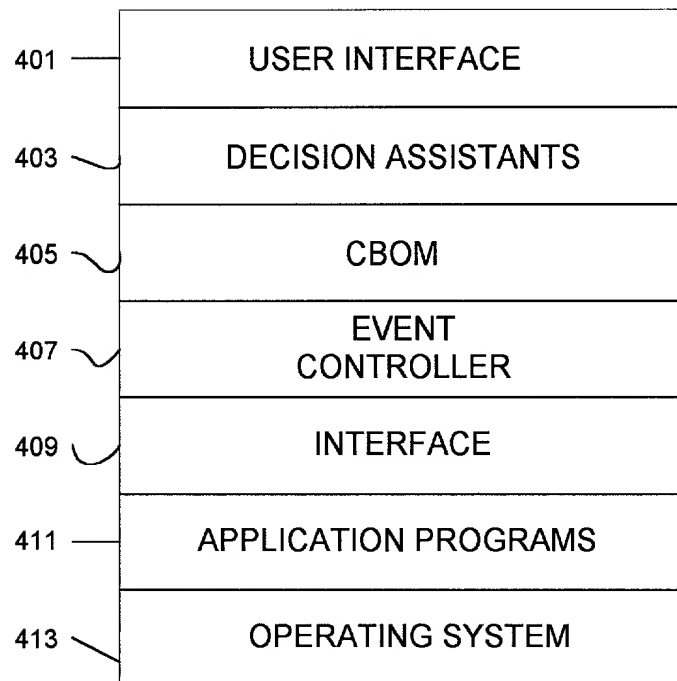 401 USER INTERFACE
403 DECISION ASSISTANTS
405 CBOM
407 EVENT
CONTROLLER
409 INTERFACE
411 APPLICATION PROGRAMS
413 OPERATING SYSTEM